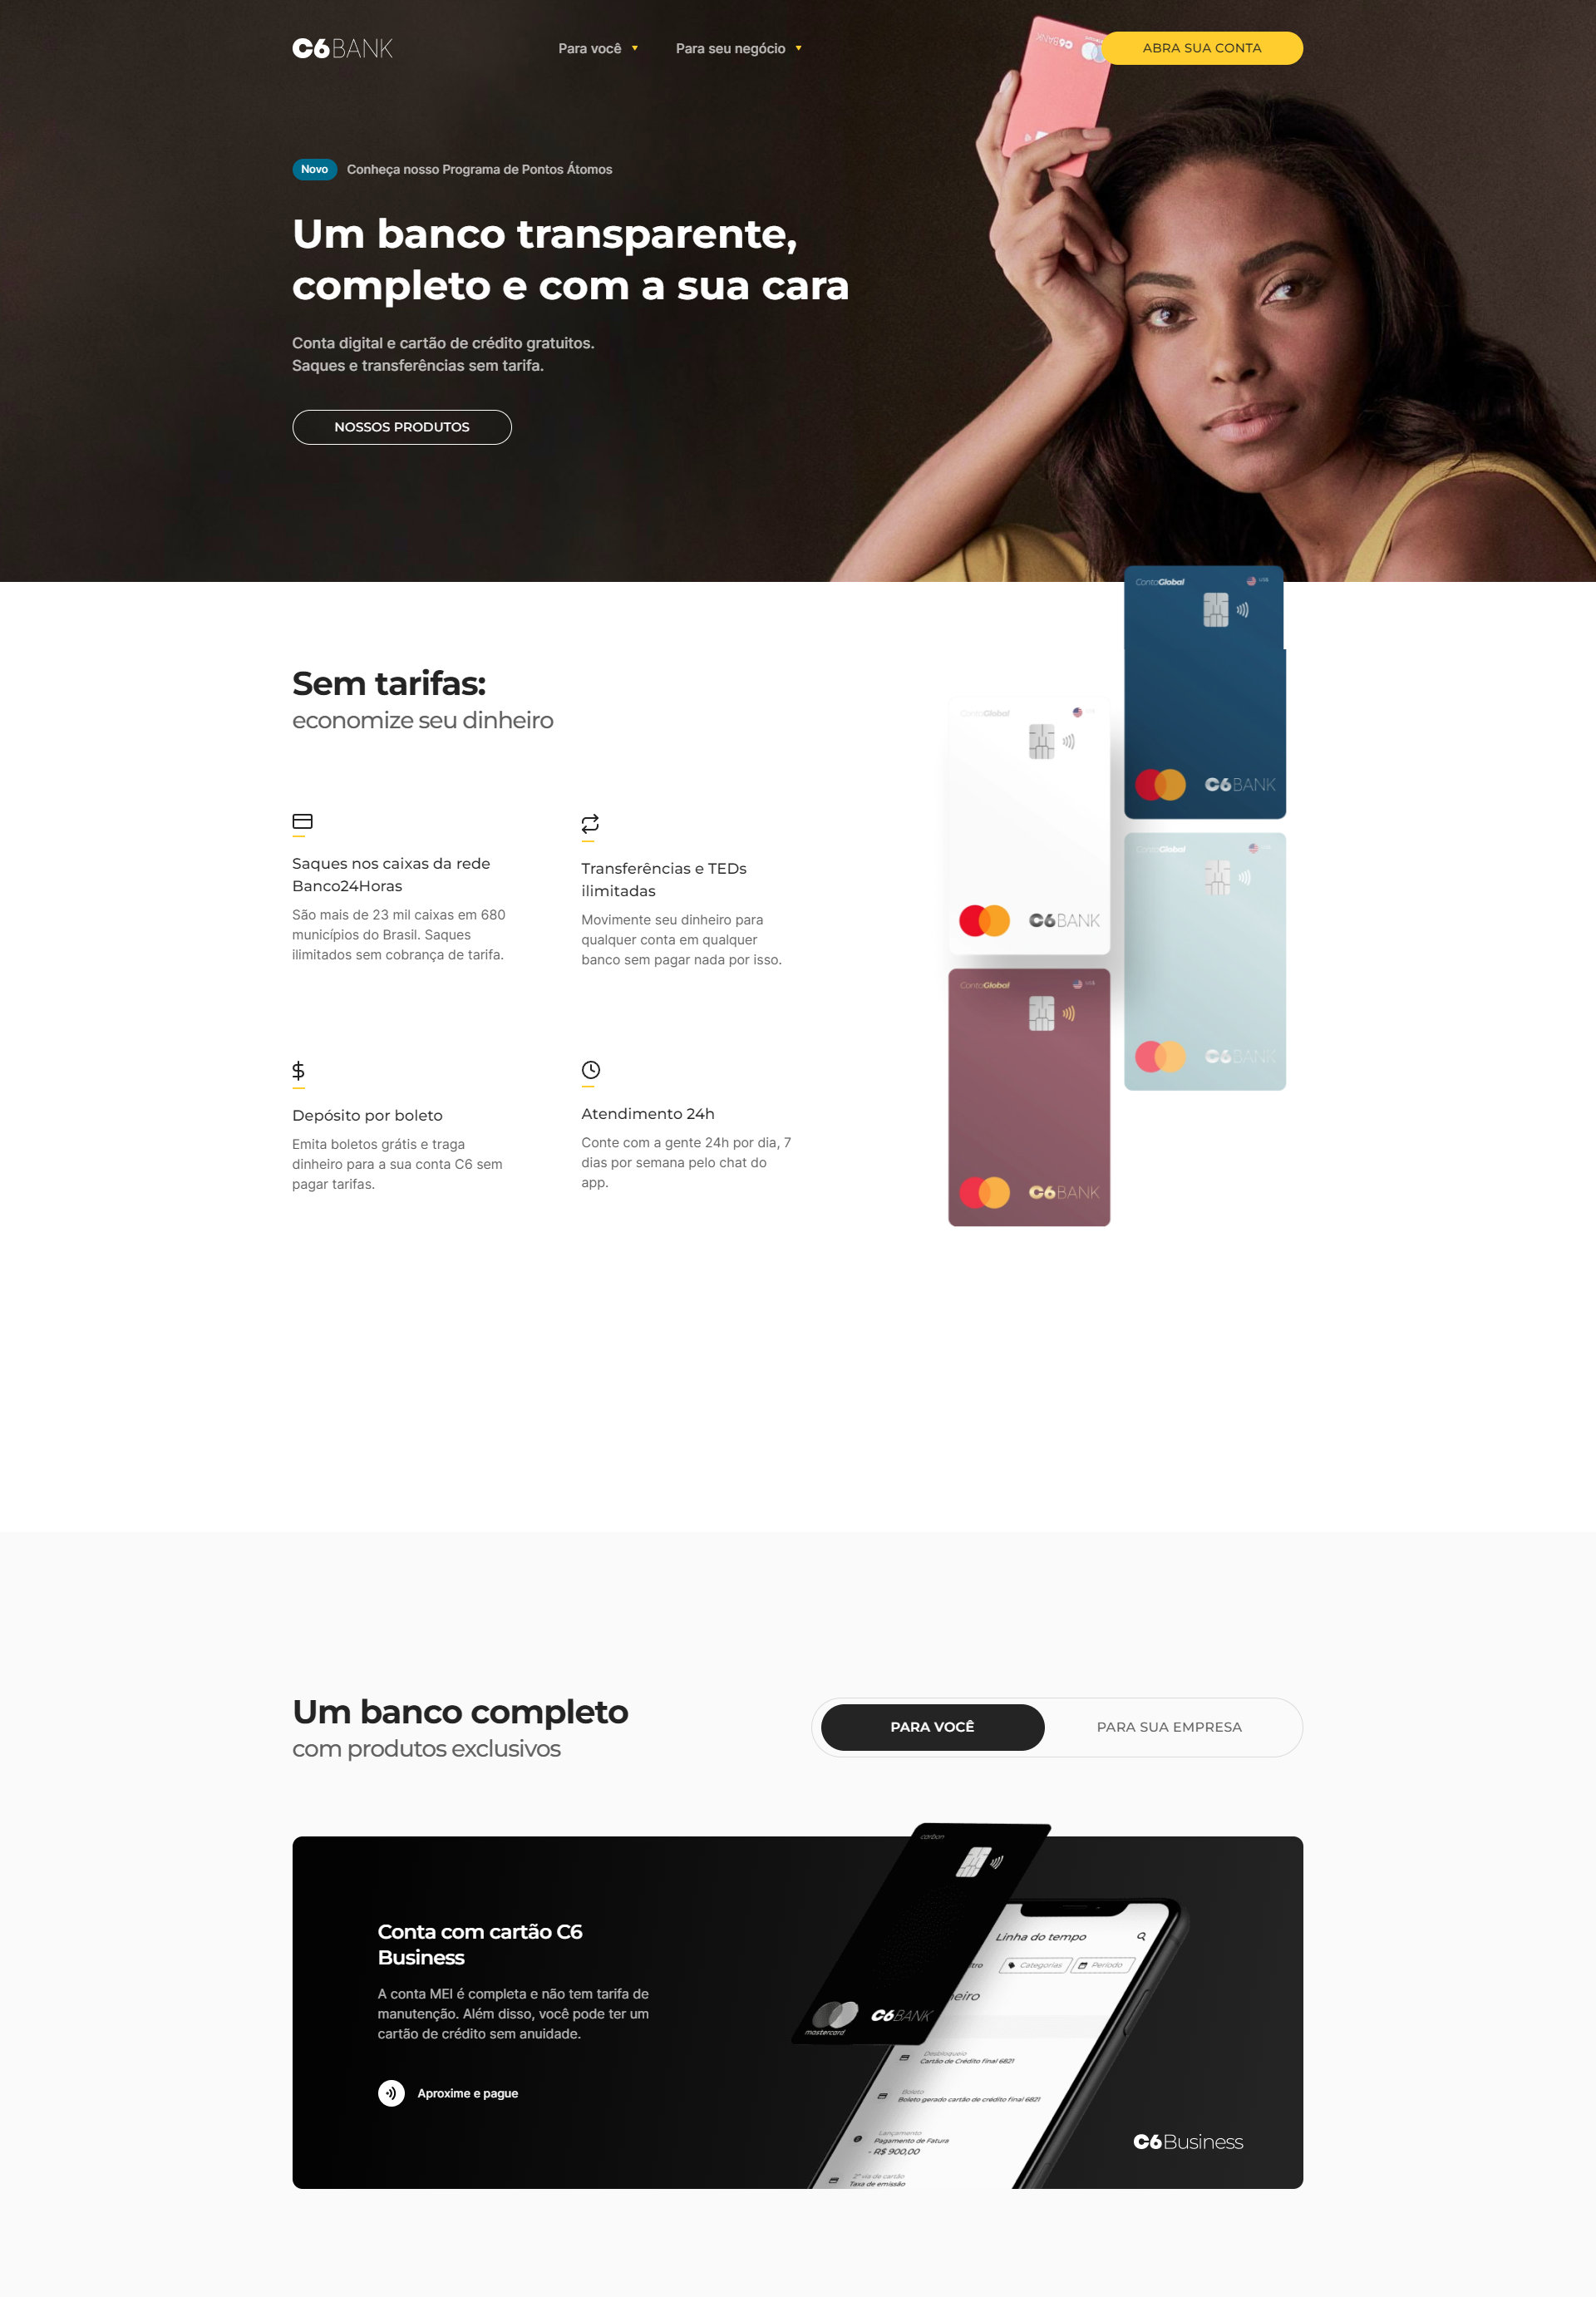 C6BANK
Para você
Para seu negócio
ABRA SUA CONTA
C6BANK
Novo
Conheça nosso Programa de Pontos Átomos
Um banco transparente,
completo e com a sua cara
Conta digital e cartão de crédito gratuitos.
Saques e transferências sem tarifa.
NOSSOS PRODUTOS
Sem tarifas:
economize seu dinheiro
Saques nos caixas da rede
Banco24Horas
São mais de 23 mil caixas em 680
municípios do Brasil. Saques
ilimitados sem cobrança de tarifa.
Transferências e TEDs
ilimitadas
Movimente seu dinheiro para
qualquer conta em qualquer
banco sem pagar nada por isso.
Depósito por boleto
Emita boletos grátis e traga
dinheiro para a sua conta C6 sem
pagar tarifas.
Atendimento 24h
Conte com a gente 24h por dia, 7
dias por semana pelo chat do
app.
ContaGlobal
C6BANK
ContaGlobal
C6BANK
ContaGlobal
C6BANK
ContaGlobal
C6BANK
Um banco completo
com produtos exclusivos
PARA VOCÊ
PARA SUA EMPRESA
Conta com cartão C6
Business
A conta MEI é completa e não tem tarifa de
manutenção. Além disso, você pode ter um
cartão de crédito sem anuidade.
Aproxime e pague
carbon
mastercard
C6BANK
Linha do tempo
Categorias
Período
Desbloqueio
Cartão de Crédito final 6821
Boleto
Boleto gerado cartão de crédito final 6821
Lançamento
Pagamento de Fatura
- R$ 900,00
2ª via de cartão
Taxa de emissão
C6Business